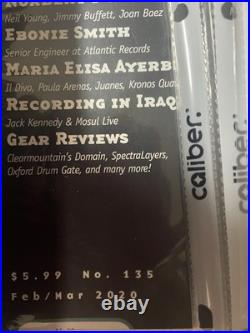 Neil Young, Jimmy Buffett, Joan Baez
Ebonie Smith
Senior Engineer at Atlantic Records
Maria Elisa Ayerb
Il Divo, Paula Arenas, Juanes, Kronos Qua
Recording in Iraq
Jack Kennedy & Mosul Live
Gear Reviews
Clearmountain's Domain, SpectraLayers,
Oxford Drum Gate, and many more!
$5.99 No. 135
Feb/Mar 2020
caliber.
caliber.